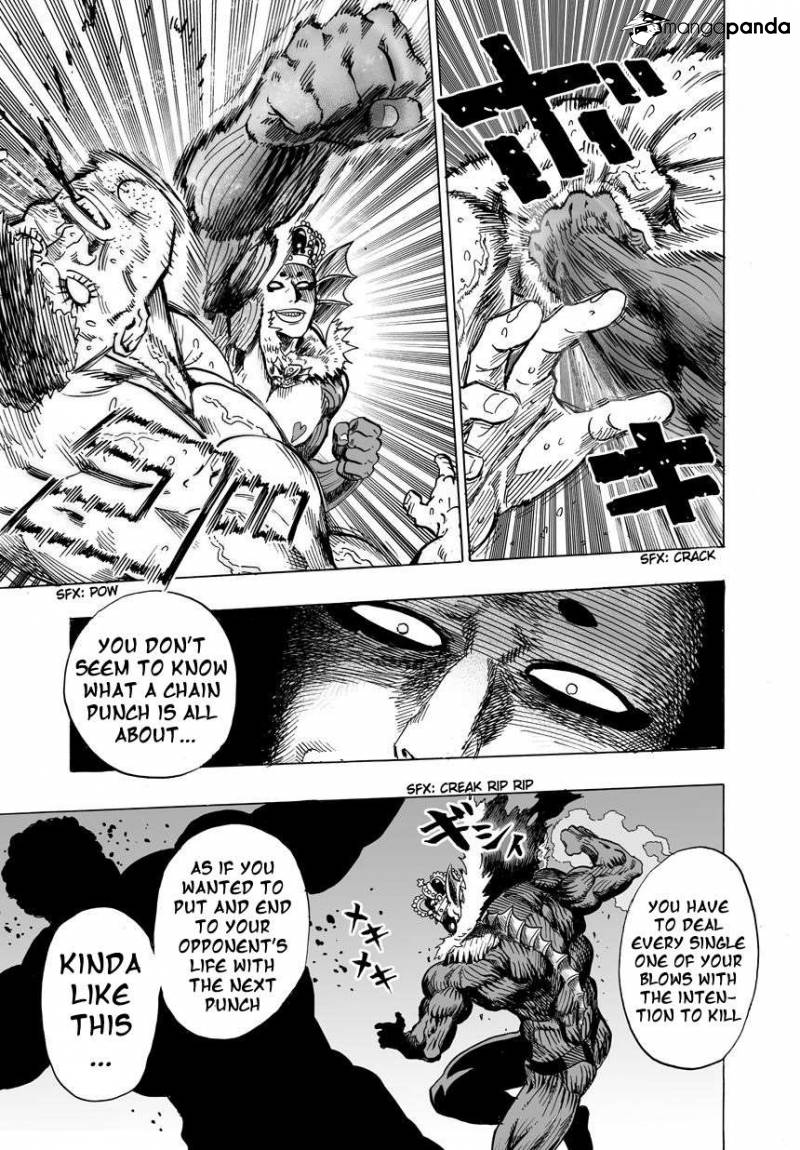 mangapanda
ボ
キ
SFX: CRACK
SFX: POW
YOU DON'T
SEEM TO KNOW
WHAT A CHAIN
PUNCH IS ALL
ABOUT...
SFX: CREAK RIP RIP
ギシィ
YOU HAVE
TO DEAL
EVERY SINGLE
ONE OF YOUR
BLOWS WITH
THE INTEN-
TION TO KILL
メキ
メキ
AS IF YOU
WANTED TO
PUT AND END
TO YOUR
OPPONENT'S
LIFE WITH
THE NEXT
PUNCH
KINDA
LIKE
THIS
...